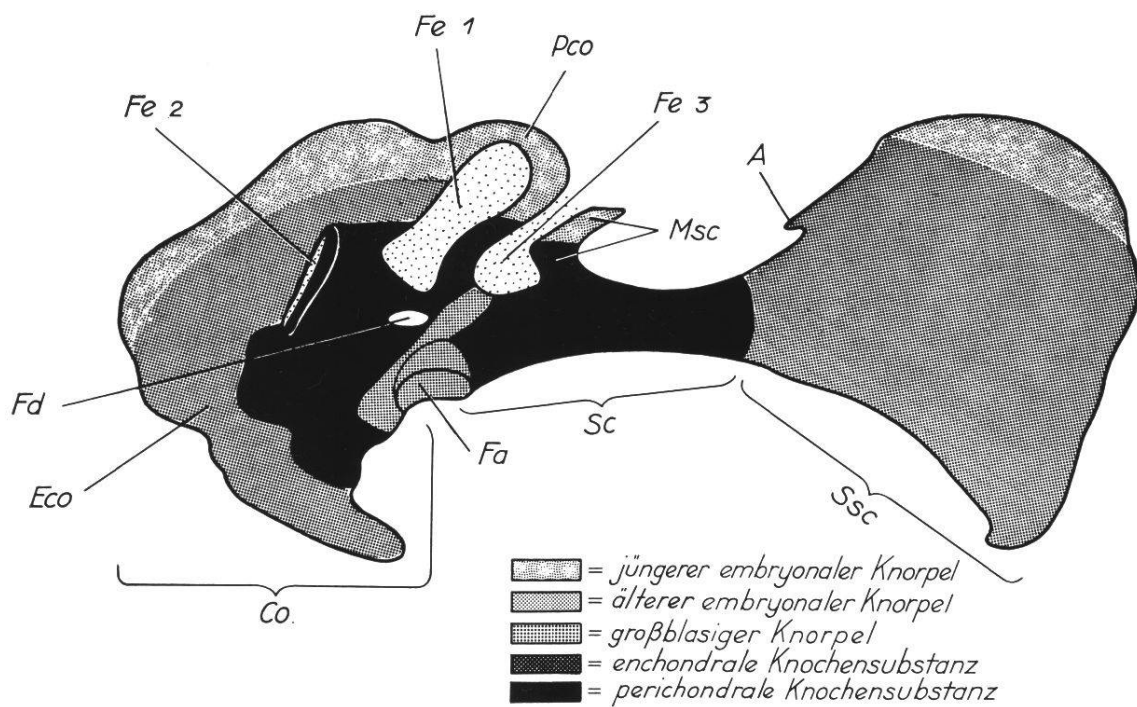 Fe 1
Pco
Fe 2
Fe 3
A
Msc
Fd
Fa
Sc
Eco
Ssc
Co.
= jüngerer embryonaler Knorpel
= älterer embryonaler Knorpel
= großblasiger Knorpel
= enchondrale Knochensubstanz
= perichondrale Knochensubstanz